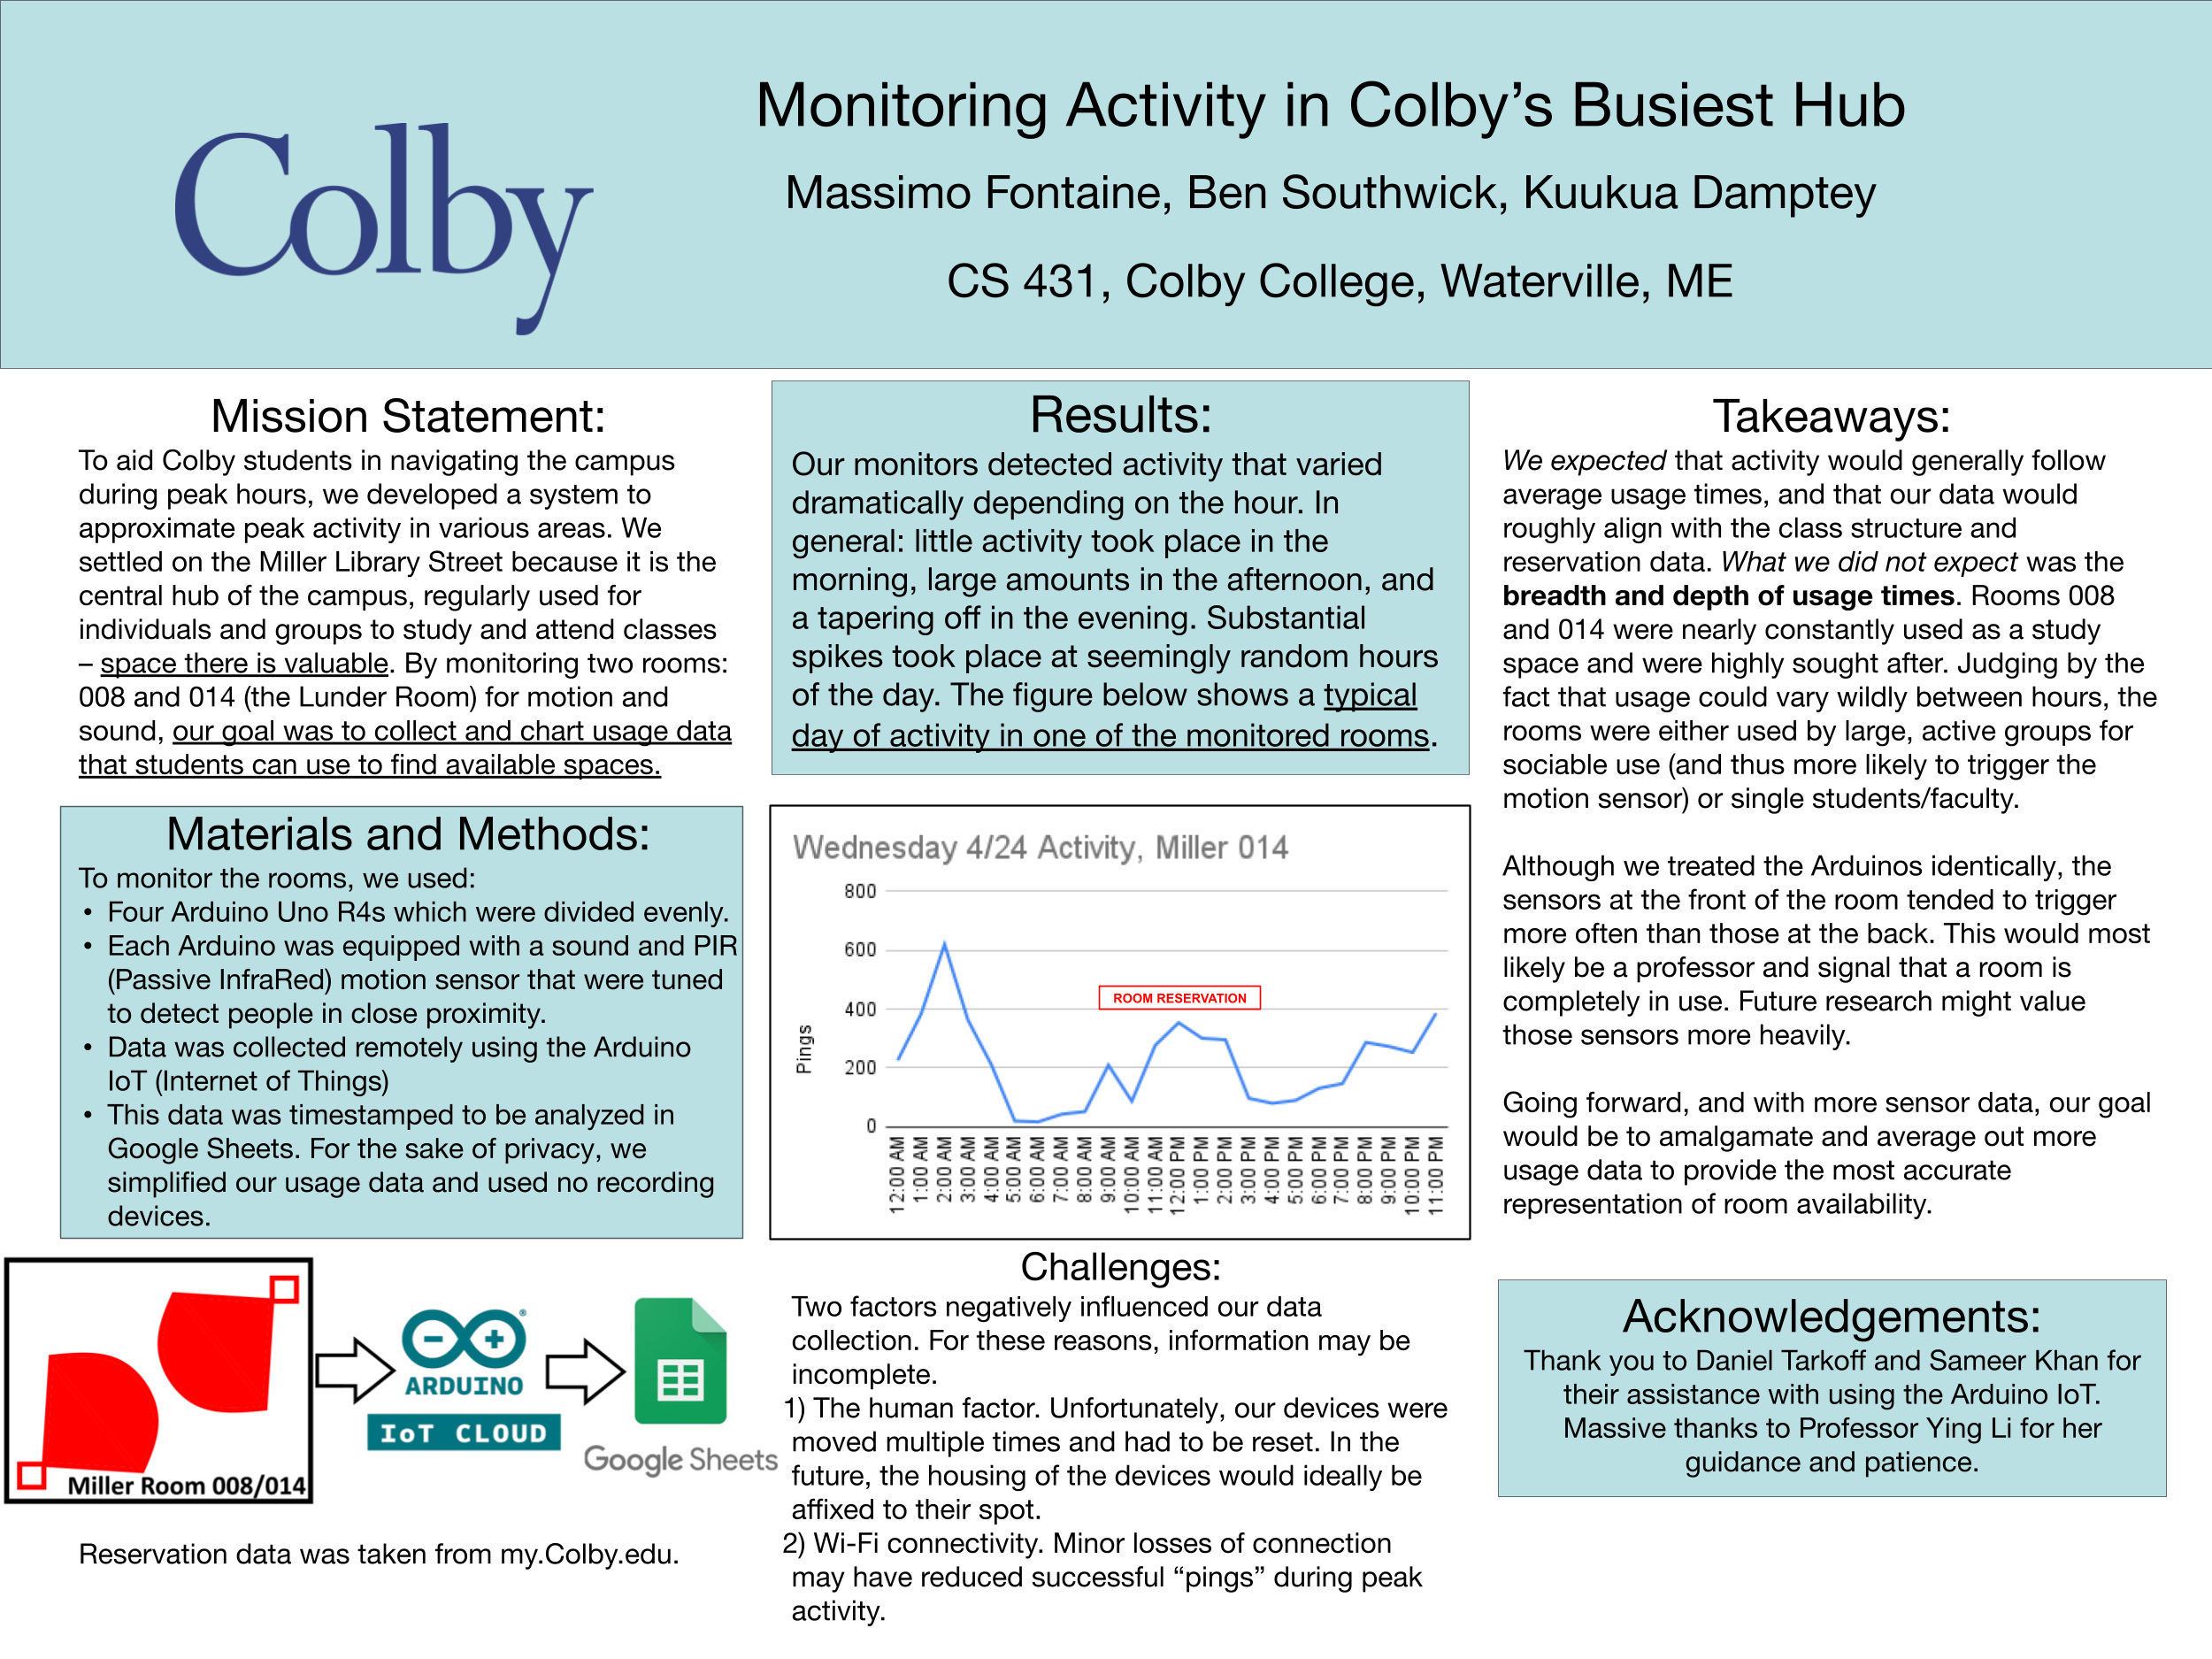 Colby
Monitoring Activity in Colby’s Busiest Hub
Massimo Fontaine, Ben Southwick, Kuukua Damptey
CS 431, Colby College, Waterville, ME
Mission Statement:
To aid Colby students in navigating the campus
during peak hours, we developed a system to
approximate peak activity in various areas. We
settled on the Miller Library Street because it is the
central hub of the campus, regularly used for
individuals and groups to study and attend classes
– space there is valuable. By monitoring two rooms:
008 and 014 (the Lunder Room) for motion and
sound, our goal was to collect and chart usage data
that students can use to find available spaces.
Materials and Methods:
To monitor the rooms, we used:
• Four Arduino Uno R4s which were divided evenly.
• Each Arduino was equipped with a sound and PIR
(Passive InfraRed) motion sensor that were tuned
to detect people in close proximity.
• Data was collected remotely using the Arduino
IoT (Internet of Things)
• This data was timestamped to be analyzed in
Google Sheets. For the sake of privacy, we
simplified our usage data and used no recording
devices.
Miller Room 008/014
ARDUINO
®
IoT CLOUD
Google Sheets
Reservation data was taken from my.Colby.edu.
Results:
Our monitors detected activity that varied
dramatically depending on the hour. In
general: little activity took place in the
morning, large amounts in the afternoon, and
a tapering off in the evening. Substantial
spikes took place at seemingly random hours
of the day. The figure below shows a typical
day of activity in one of the monitored rooms.
Wednesday 4/24 Activity, Miller 014
Pings
800
600
400
200
0
ROOM RESERVATION
12:00 AM
1:00 AM
2:00 AM
3:00 AM
4:00 AM
5:00 AM
6:00 AM
7:00 AM
8:00 AM
9:00 AM
10:00 AM
11:00 AM
12:00 PM
1:00 PM
2:00 PM
3:00 PM
4:00 PM
5:00 PM
6:00 PM
7:00 PM
8:00 PM
9:00 PM
10:00 PM
11:00 PM
Challenges:
Two factors negatively influenced our data
collection. For these reasons, information may be
incomplete.
1) The human factor. Unfortunately, our devices were
moved multiple times and had to be reset. In the
future, the housing of the devices would ideally be
affixed to their spot.
2) Wi-Fi connectivity. Minor losses of connection
may have reduced successful “pings” during peak
activity.
Takeaways:
We expected that activity would generally follow
average usage times, and that our data would
roughly align with the class structure and
reservation data. What we did not expect was the
breadth and depth of usage times. Rooms 008
and 014 were nearly constantly used as a study
space and were highly sought after. Judging by the
fact that usage could vary wildly between hours, the
rooms were either used by large, active groups for
sociable use (and thus more likely to trigger the
motion sensor) or single students/faculty.
Although we treated the Arduinos identically, the
sensors at the front of the room tended to trigger
more often than those at the back. This would most
likely be a professor and signal that a room is
completely in use. Future research might value
those sensors more heavily.
Going forward, and with more sensor data, our goal
would be to amalgamate and average out more
usage data to provide the most accurate
representation of room availability.
Acknowledgements:
Thank you to Daniel Tarkoff and Sameer Khan for
their assistance with using the Arduino IoT.
Massive thanks to Professor Ying Li for her
guidance and patience.